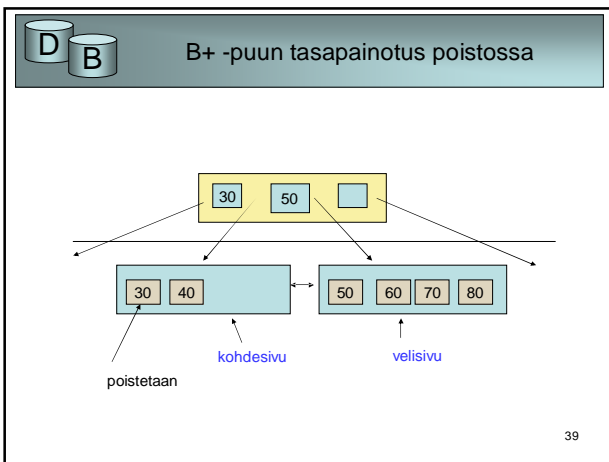 D B
B+ -puun tasapainotus poistossa
30 50
30 40 50 60 70 80
kohdesivu velisivu
poistetaan
39